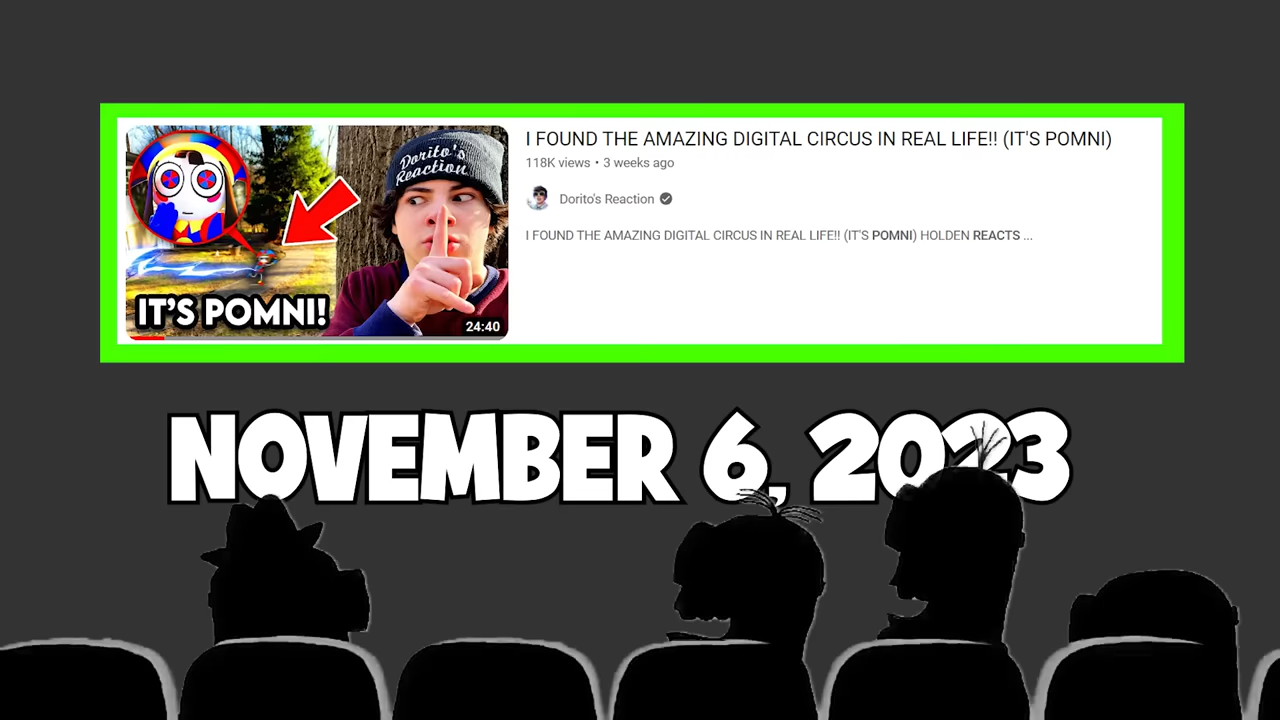 Dorito's
Reaction
IT'S POMNI!
24:40
I FOUND THE AMAZING DIGITAL CIRCUS IN REAL LIFE!! (IT'S POMNI)
118K views • 3 weeks ago
Dorito's Reaction
I FOUND THE AMAZING DIGITAL CIRCUS IN REAL LIFE!! (IT'S POMNI) HOLDEN REACTS ...
NOVEMBER 6, 2023